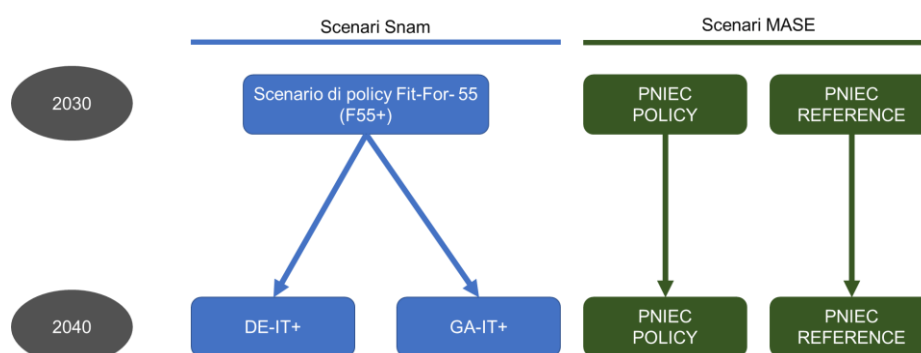 Scenari Snam
Scenari MASE
2030
Scenario di policy Fit-For- 55
(F55+)
PNIEC
POLICY
PNIEC
REFERENCE
2040
DE-IT+
GA-IT+
PNIEC
POLICY
PNIEC
REFERENCE